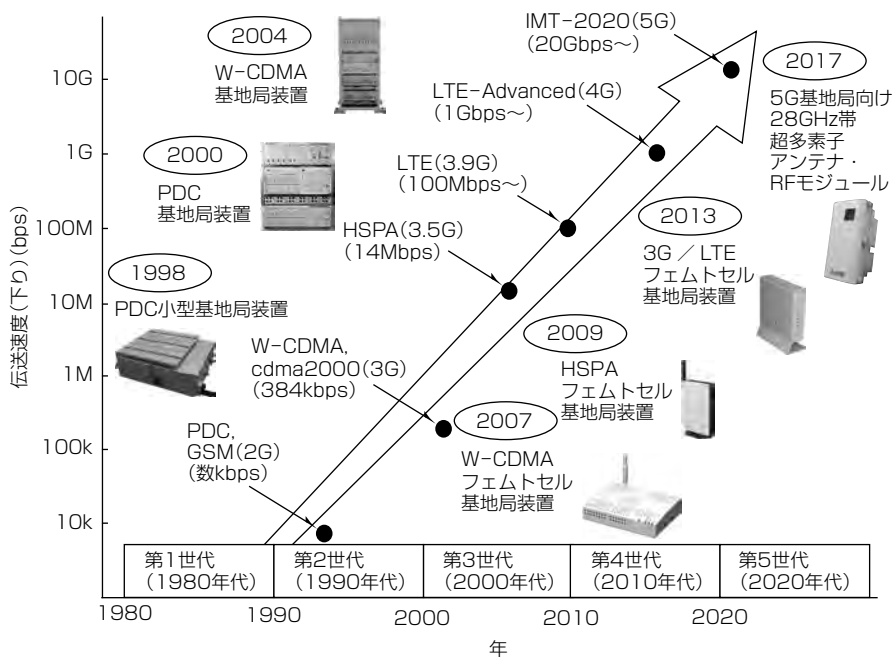 2004
W-CDMA
基地局装置
IMT-2020(5G)
(20Gbps～)
2017
5G基地局向け
28GHz帯
超多素子
アンテナ・
RFモジュール
LTE-Advanced(4G)
(1Gbps～)
2000
PDC
基地局装置
LTE(3.9G)
(100Mbps～)
HSPA(3.5G)
(14Mbps)
2013
3G／LTE
フェムトセル
基地局装置
1998
PDC小型基地局装置
W-CDMA,
cdma2000(3G)
(384kbps)
2009
HSPA
フェムトセル
基地局装置
PDC,
GSM(2G)
(数kbps)
2007
W-CDMA
フェムトセル
基地局装置
伝送速度(下り)(bps)
10G
1G
100M
10M
1M
100k
10k
第1世代
(1980年代)
第2世代
(1990年代)
第3世代
(2000年代)
第4世代
(2010年代)
第5世代
(2020年代)
1980
1990
2000
2010
2020
年